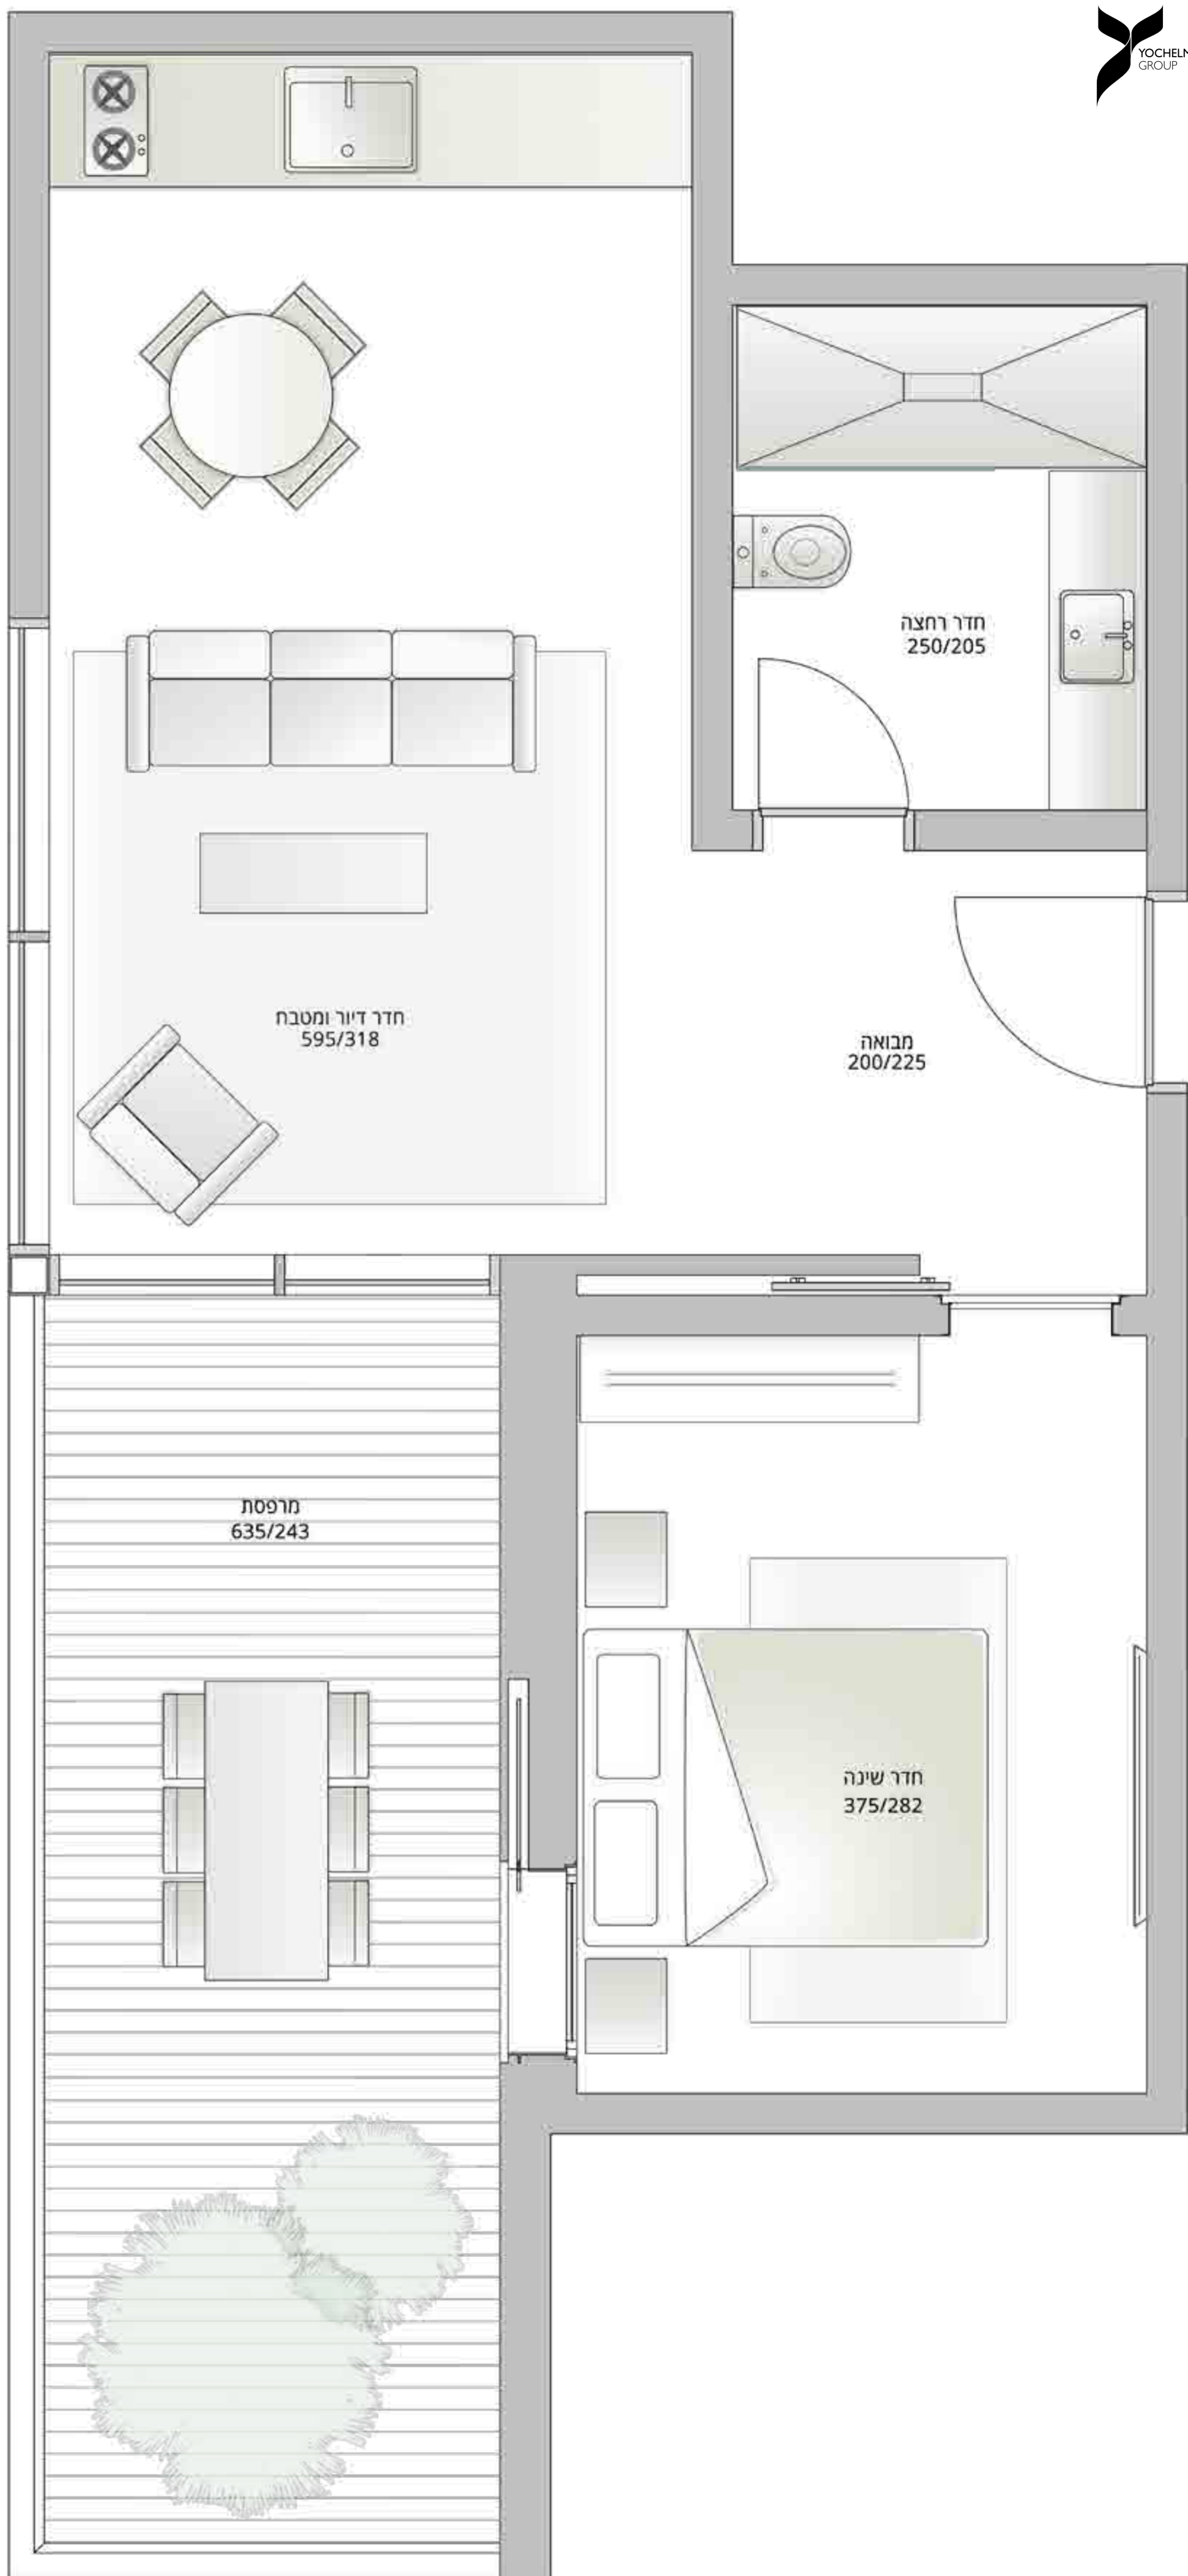 YOCHELM
GROUP
חדר רחצה
250/205
חדר דיור ומטבח
595/318
מבואה
200/225
מרפסת
635/243
חדר שינה
375/282